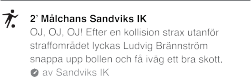 2' Målchans Sandviks IK
OJ, OJ, OJ! Efter en kollision strax utanför
straffområdet lyckas Ludvig Brännström
snappa upp bollen och få iväg ett bra skott.
av Sandviks IK